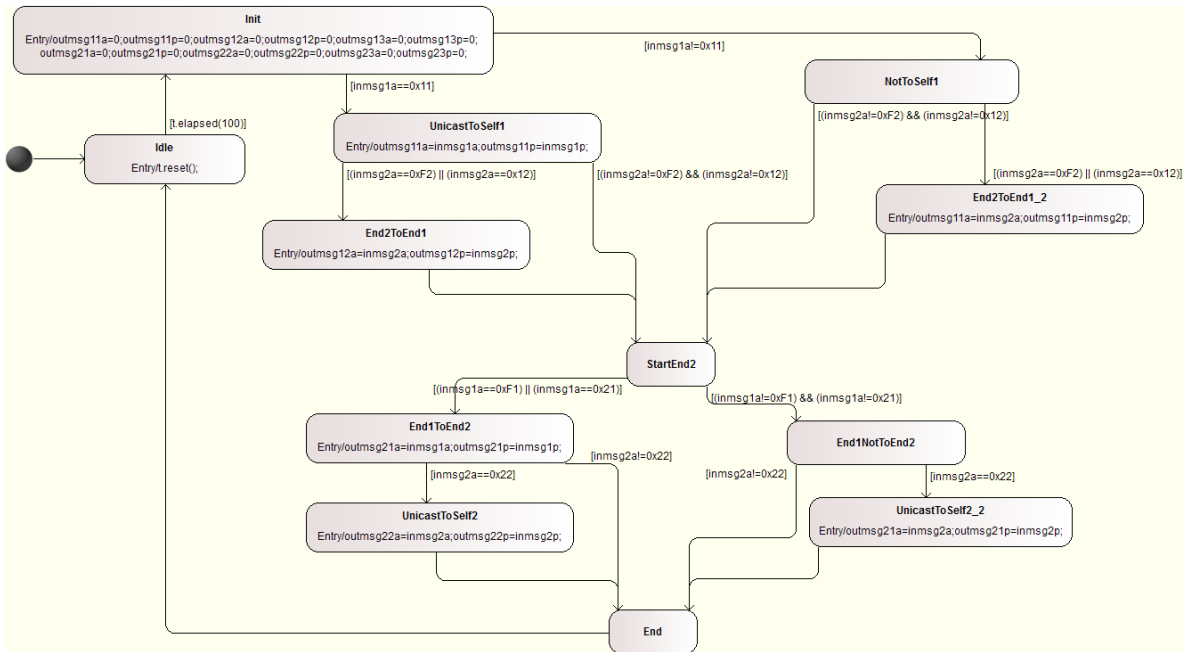 Init
Entry/outmsg11a=0;outmsg11p=0;outmsg12a=0;outmsg12p=0;outmsg13a=0;outmsg13p=0;
outmsg21a=0;outmsg21p=0;outmsg22a=0;outmsg22p=0;outmsg23a=0;outmsg23p=0;
[inmsg1a!=0x11]
NotToSelf1
[inmsg1a==0x11]
[t.elapsed(100)]
[(inmsg2a!=0xF2) && (inmsg2a!=0x12)]
UnicastToSelf1
Entry/outmsg11a=inmsg1a;outmsg11p=inmsg1p;
Idle
Entry/t.reset();
[(inmsg2a==0xF2) || (inmsg2a==0x12)]
[(inmsg2a!=0xF2) && (inmsg2a!=0x12)]
[(inmsg2a==0xF2) || (inmsg2a==0x12)]
End2ToEnd1_2
Entry/outmsg11a=inmsg2a;outmsg11p=inmsg2p;
End2ToEnd1
Entry/outmsg12a=inmsg2a;outmsg12p=inmsg2p;
StartEnd2
[(inmsg1a==0xF1) || (inmsg1a==0x21)]
[(inmsg1a!=0xF1) && (inmsg1a!=0x21)]
End1ToEnd2
Entry/outmsg21a=inmsg1a;outmsg21p=inmsg1p;
End1NotToEnd2
[inmsg2a!=0x22]
[inmsg2a==0x22]
[inmsg2a!=0x22]
[inmsg2a==0x22]
UnicastToSelf2
Entry/outmsg22a=inmsg2a;outmsg22p=inmsg2p;
UnicastToSelf2_2
Entry/outmsg21a=inmsg2a;outmsg21p=inmsg2p;
End